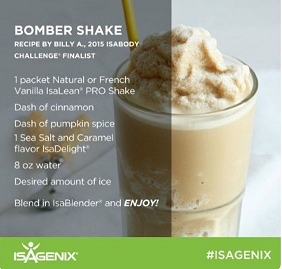 BOMBER SHAKE
RECIPE BY BILLY A., 2015 ISABODY
CHALLENGE® FINALIST
1 packet Natural or French
Vanilla IsaLean® PRO Shake
Dash of cinnamon
Dash of pumpkin spice
1 Sea Salt and Caramel
flavor IsaDelight®
8 oz water
Desired amount of ice
Blend in IsaBlender® and ENJOY!
ISAGENIX®
#ISAGENIX